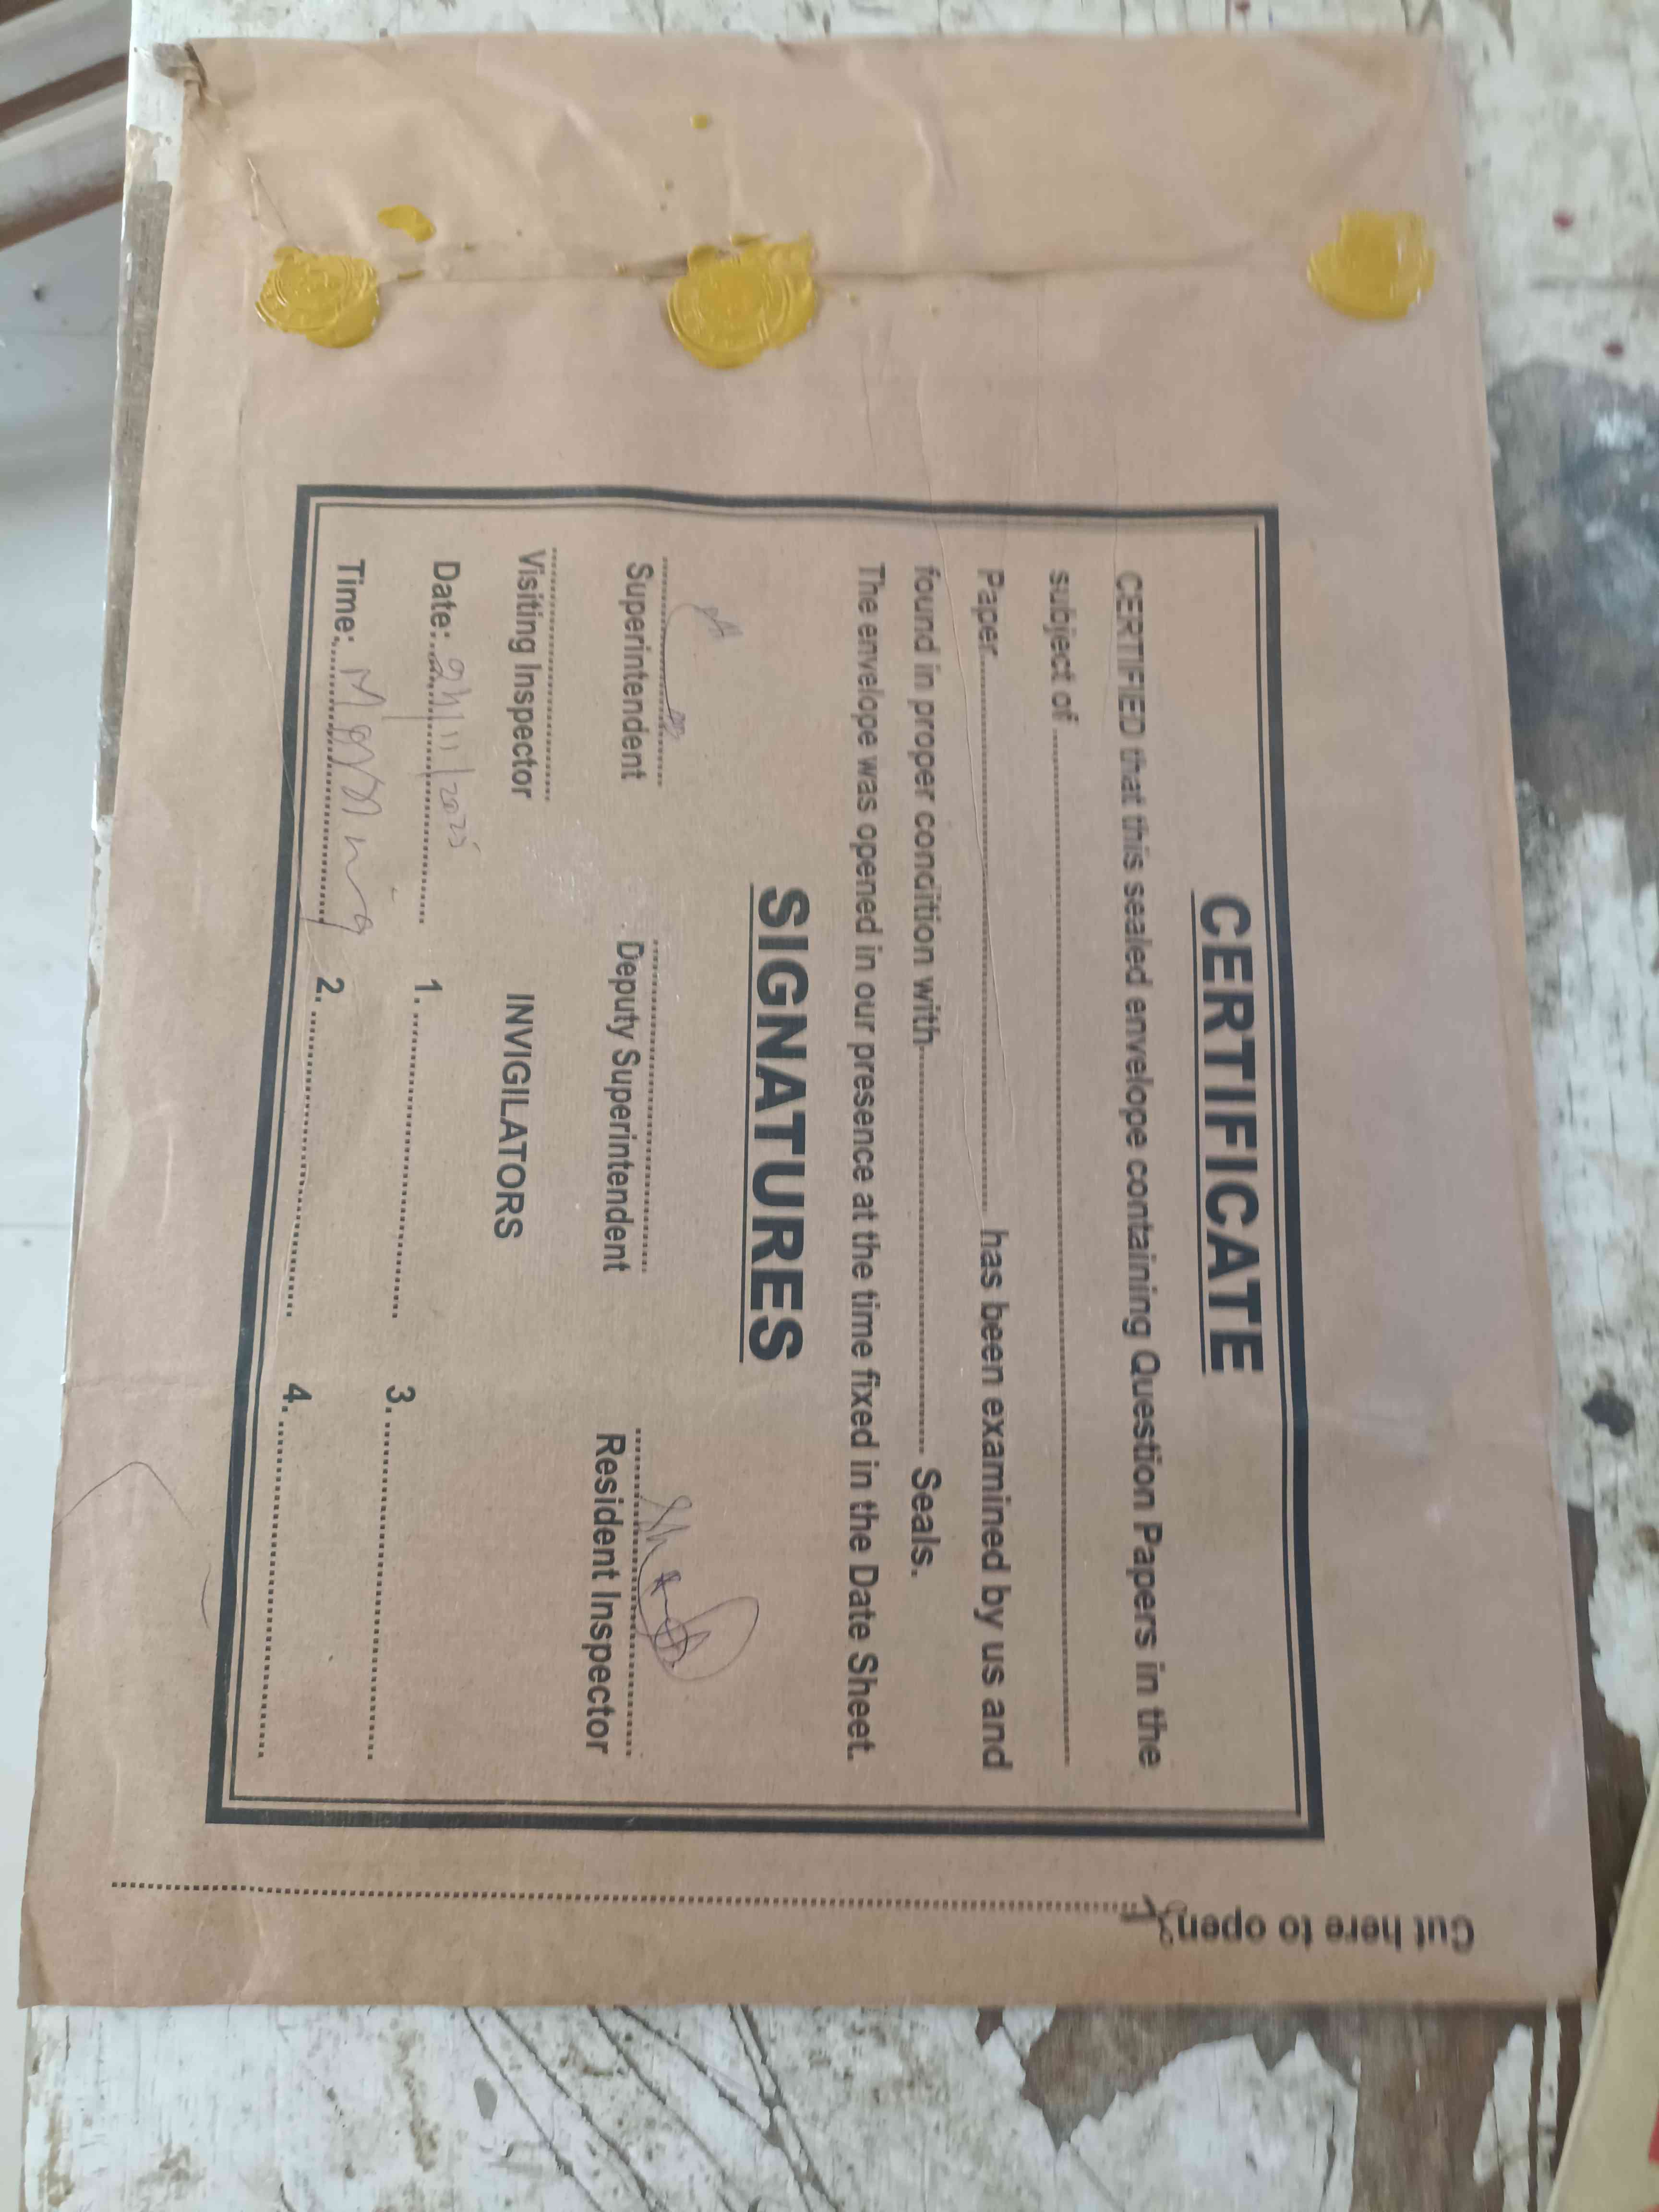 CERTIFICATE
CERTIFIED that this sealed envelope containing Question Papers in the
subject of ........................................
Paper........................................ has been examined by us and
found in proper condition with........................................ Seals.
The envelope was opened in our presence at the time fixed in the Date Sheet.
SIGNATURES
Superintendent Deputy Superintendent Resident Inspector
Visiting Inspector INVIGILATORS
Date: 24/11/2025 1. .................... 3. ....................
Time: Morning 2. .................... 4. ....................
Cut here to open